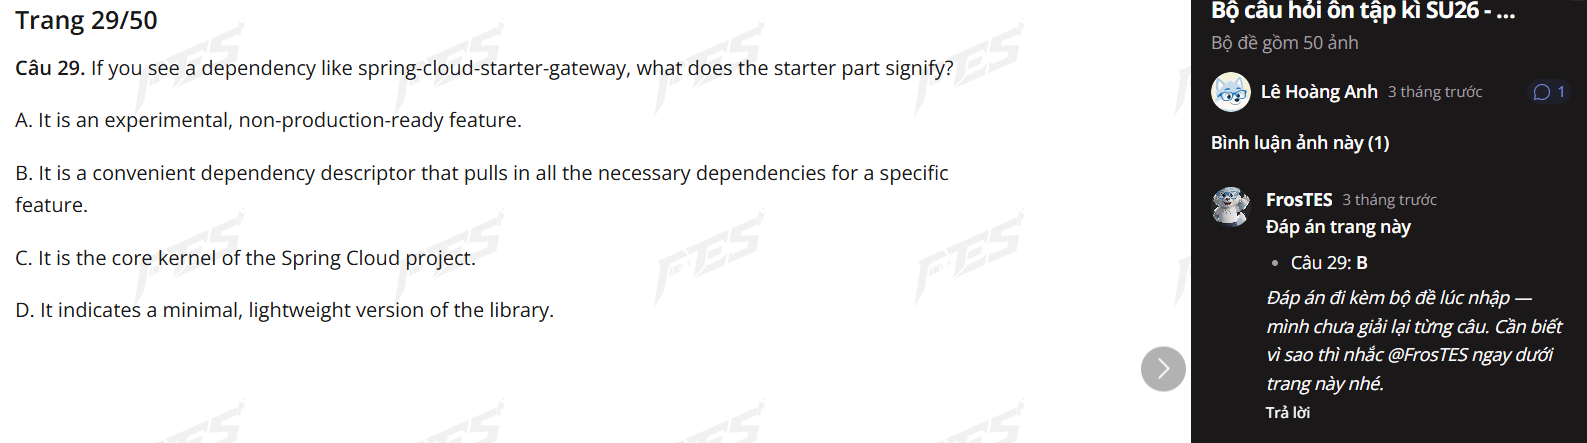 Trang 29/50
Câu 29. If you see a dependency like spring-cloud-starter-gateway, what does the starter part signify?
A. It is an experimental, non-production-ready feature.
B. It is a convenient dependency descriptor that pulls in all the necessary dependencies for a specific
feature.
C. It is the core kernel of the Spring Cloud project.
D. It indicates a minimal, lightweight version of the library.
Bộ câu hỏi ôn tập kì SU26 - ...
Bộ đề gồm 50 ảnh
Lê Hoàng Anh 3 tháng trước 1
Bình luận ảnh này (1)
FrosTES 3 tháng trước
Đáp án trang này
• Câu 29: B
Đáp án đi kèm bộ đề lúc nhập —
mình chưa giải lại từng câu. Cần biết
vì sao thì nhắc @FrosTES ngay dưới
trang này nhé.
Trả lời